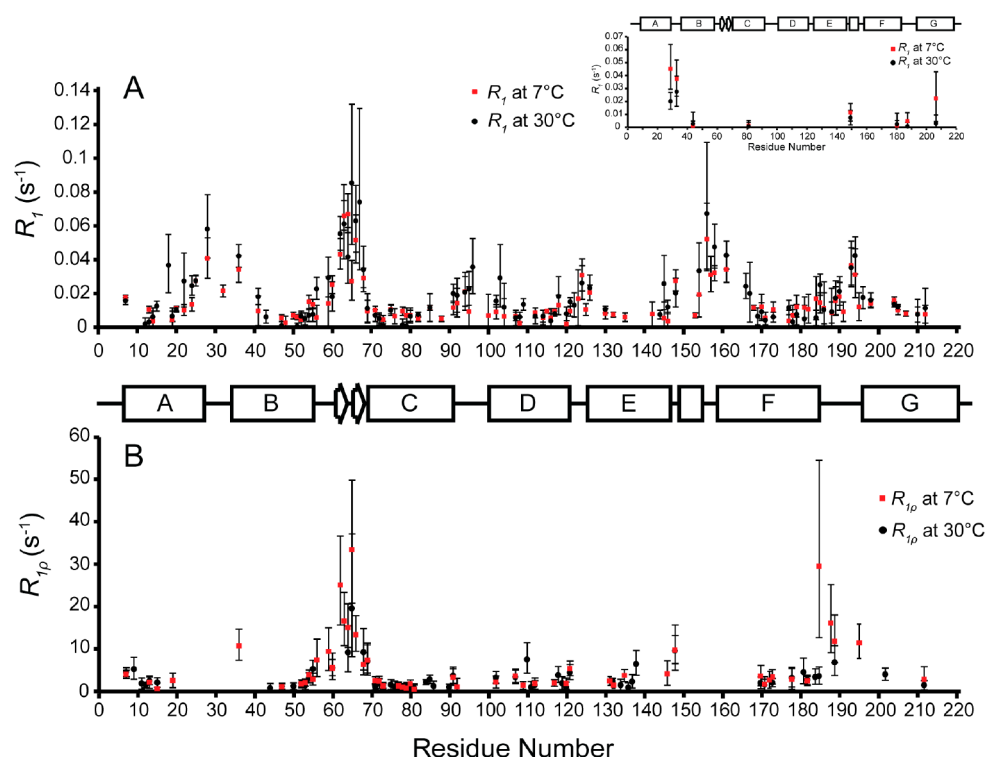 A B C D E F G
0.07
0.06
0.05
0.04
0.03
0.02
0.01
0
R1 (s-1)
R1 at 7°C
R1 at 30°C
0 20 40 60 80 100 120 140 160 180 200 220
Residue Number
A
0.14
0.12
0.1
0.08
0.06
0.04
0.02
0
R1 (s-1)
R1 at 7°C
R1 at 30°C
0 10 20 30 40 50 60 70 80 90 100 110 120 130 140 150 160 170 180 190 200 210 220
A B C D E F G
B
60
50
40
30
20
10
0
R1ρ (s-1)
R1ρ at 7°C
R1ρ at 30°C
0 10 20 30 40 50 60 70 80 90 100 110 120 130 140 150 160 170 180 190 200 210 220
Residue Number